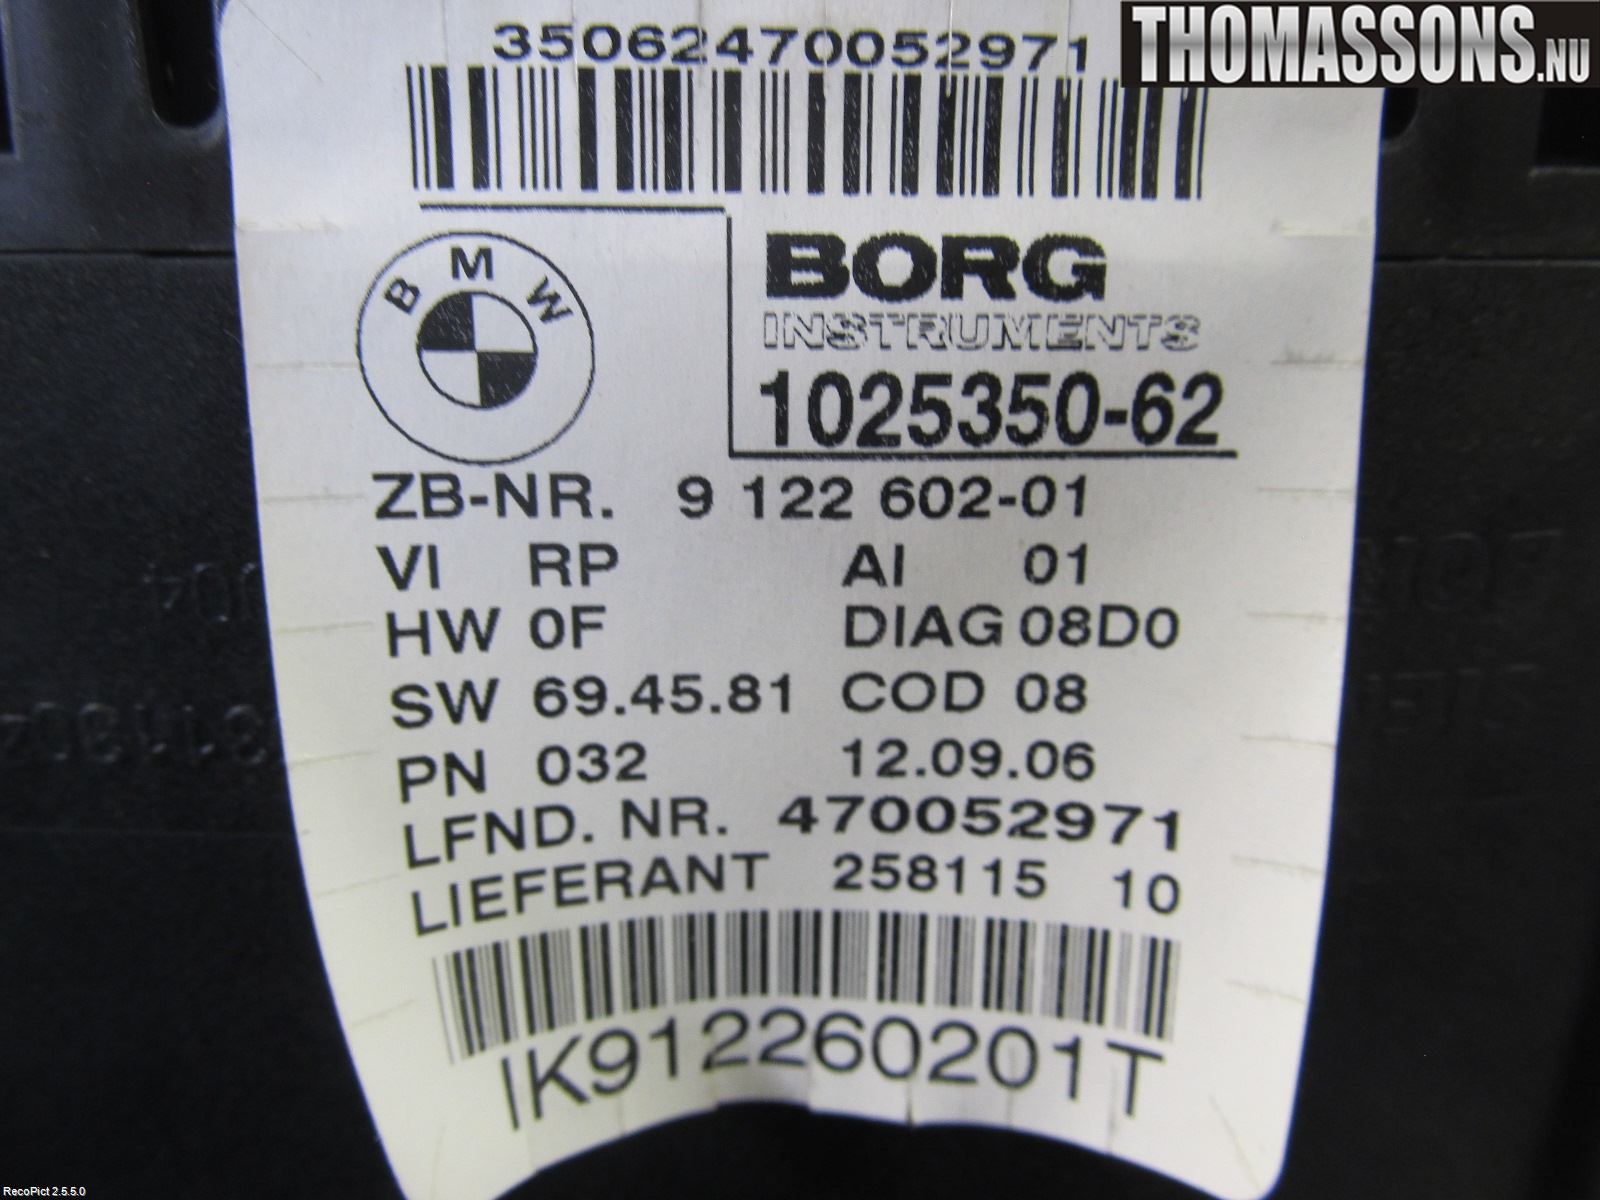 THOMASSONS.NU
35062470052971
BMW
BORG
INSTRUMENTS
1025350-62
ZB-NR. 9 122 602-01
VI RP AI 01
HW 0F DIAG 08D0
SW 69.45.81 COD 08
PN 032 12.09.06
LFND. NR. 470052971
LIEFERANT 258115 10
IK912260201T
RecoPict 2.5.5.0